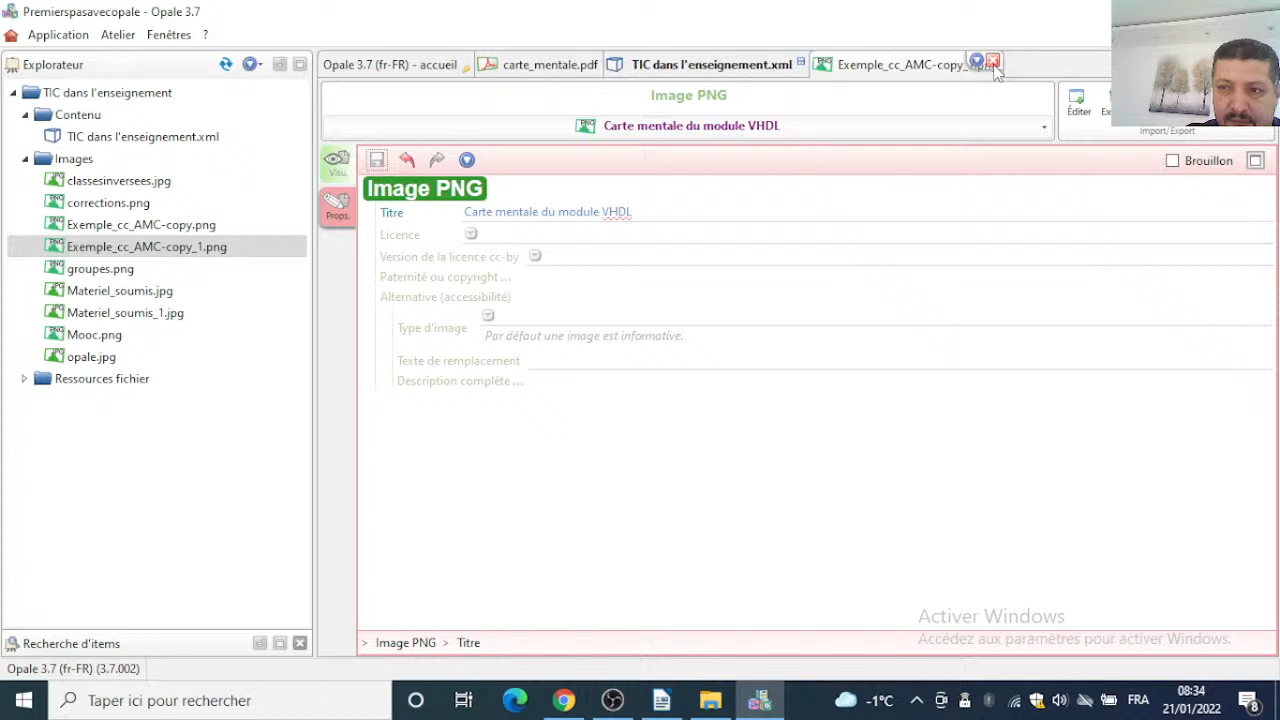 Premierspasavecopale - Opale 3.7
Application Atelier Fenêtres ?
Explorateur
Opale 3.7 (fr-FR) - accueil
carte_mentale.pdf
TIC dans l'enseignement.xml
Exemple_cc_AMC-copy_
TIC dans l'enseignement
Contenu
TIC dans l'enseignement.xml
Images
classesinversees.jpg
corrections.png
Exemple_cc_AMC-copy.png
Exemple_cc_AMC-copy_1.png
groupes.png
Materiel_soumis.jpg
Materiel_soumis_1.jpg
Mooc.png
opale.jpg
Ressources fichier
Image PNG
Carte mentale du module VHDL
Éditer
Import/Export
Visu.
Props.
Brouillon
Image PNG
Titre Carte mentale du module VHDL
Licence
Version de la licence cc-by
Paternité ou copyright ...
Alternative (accessibilité)
Type d'image
Par défaut une image est informative.
Texte de remplacement
Description complète ...
Activer Windows
Accédez aux paramètres pour activer Windows.
> Image PNG > Titre
Recherche d'items
Opale 3.7 (fr-FR) (3.7.002)
Taper ici pour rechercher
-1°C
FRA
08:34
21/01/2022
8